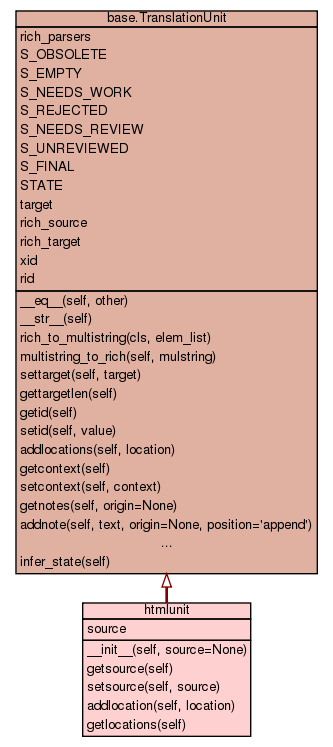 base.TranslationUnit
rich_parsers
S_OBSOLETE
S_EMPTY
S_NEEDS_WORK
S_REJECTED
S_NEEDS_REVIEW
S_UNREVIEWED
S_FINAL
STATE
target
rich_source
rich_target
xid
rid
__eq__(self, other)
__str__(self)
rich_to_multistring(cls, elem_list)
multistring_to_rich(self, mulstring)
settarget(self, target)
gettargetlen(self)
getid(self)
setid(self, value)
addlocations(self, location)
getcontext(self)
setcontext(self, context)
getnotes(self, origin=None)
addnote(self, text, origin=None, position='append')
...
infer_state(self)
htmlunit
source
__init__(self, source=None)
getsource(self)
setsource(self, source)
addlocation(self, location)
getlocations(self)